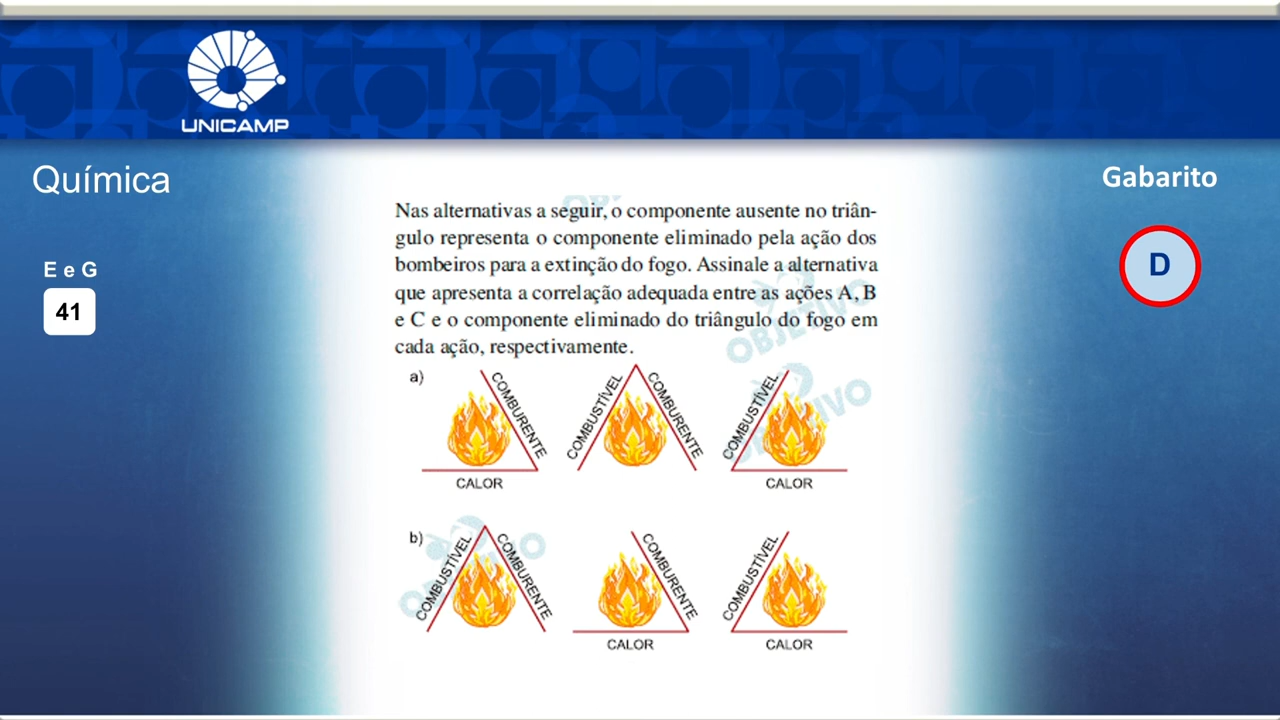 UNICAMP
Química
Gabarito
D
E e G
41
Nas alternativas a seguir, o componente ausente no triân-
gulo representa o componente eliminado pela ação dos
bombeiros para a extinção do fogo. Assinale a alternativa
que apresenta a correlação adequada entre as ações A, B
e C e o componente eliminado do triângulo do fogo em
cada ação, respectivamente.
a)
COMBURENTE
CALOR
COMBUSTÍVEL
COMBURENTE
COMBUSTÍVEL
CALOR
b)
COMBUSTÍVEL
COMBURENTE
COMBURENTE
CALOR
COMBUSTÍVEL
CALOR
OBJETIVO